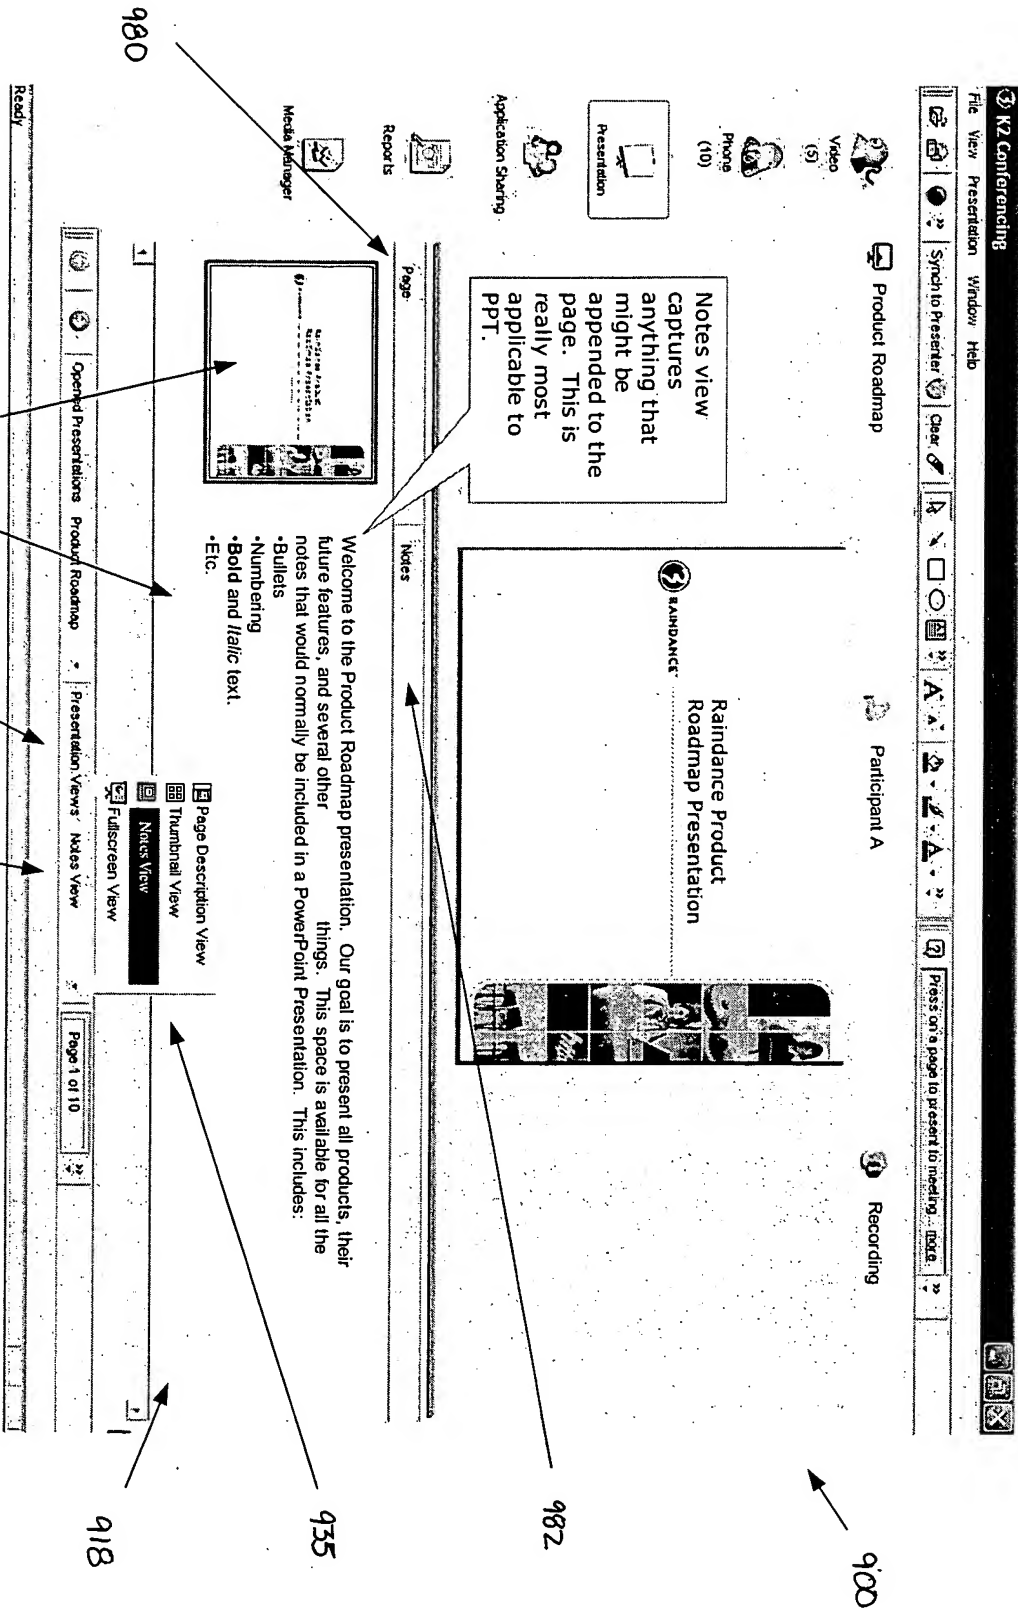 K2 Conferencing
File View Presentation Window Help
Synch to Presenter Clear Press on a page to present to meeting... more
Product Roadmap Participant A Recording
Video
(5)
Phone
(10)
Presentation
Application Sharing
Reports
Media Manager
RAINDANCE
Raindance Product
Roadmap Presentation
Notes view
captures
anything that
might be
appended to the
page. This is
really most
applicable to
PPT.
Page Notes
Raindance Product
Roadmap Presentation
Welcome to the Product Roadmap presentation. Our goal is to present all products, their
future features, and several other things. This space is available for all the
notes that would normally be included in a PowerPoint Presentation. This includes:
•Bullets
•Numbering
•Bold and Italic text.
•Etc.
Page Description View
Thumbnail View
Notes View
Fullscreen View
Opened Presentations Product Roadmap Presentation Views Notes View Page 1 of 10
Ready
980
900
982
935
918